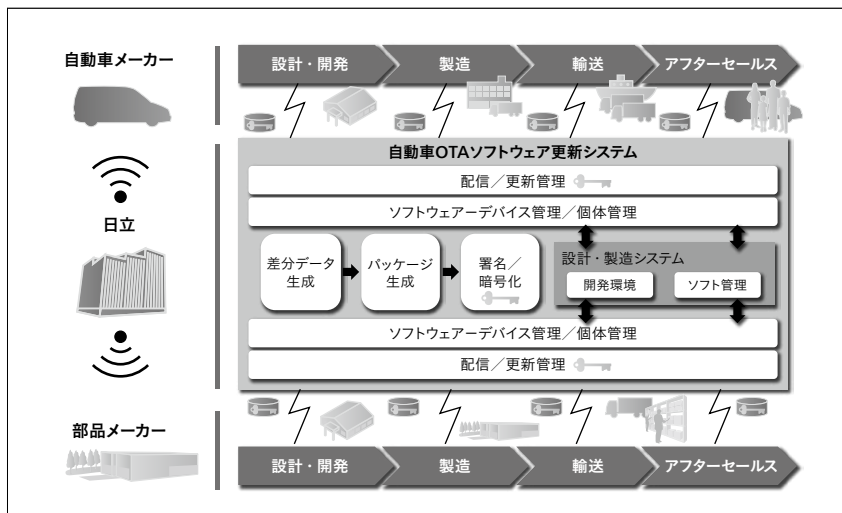 自動車メーカー
設計・開発
製造
輸送
アフターセールス
自動車OTAソフトウェア更新システム
配信／更新管理
ソフトウェアーデバイス管理／個体管理
日立
差分データ
生成
パッケージ
生成
署名／
暗号化
設計・製造システム
開発環境
ソフト管理
ソフトウェアーデバイス管理／個体管理
配信／更新管理
部品メーカー
設計・開発
製造
輸送
アフターセールス